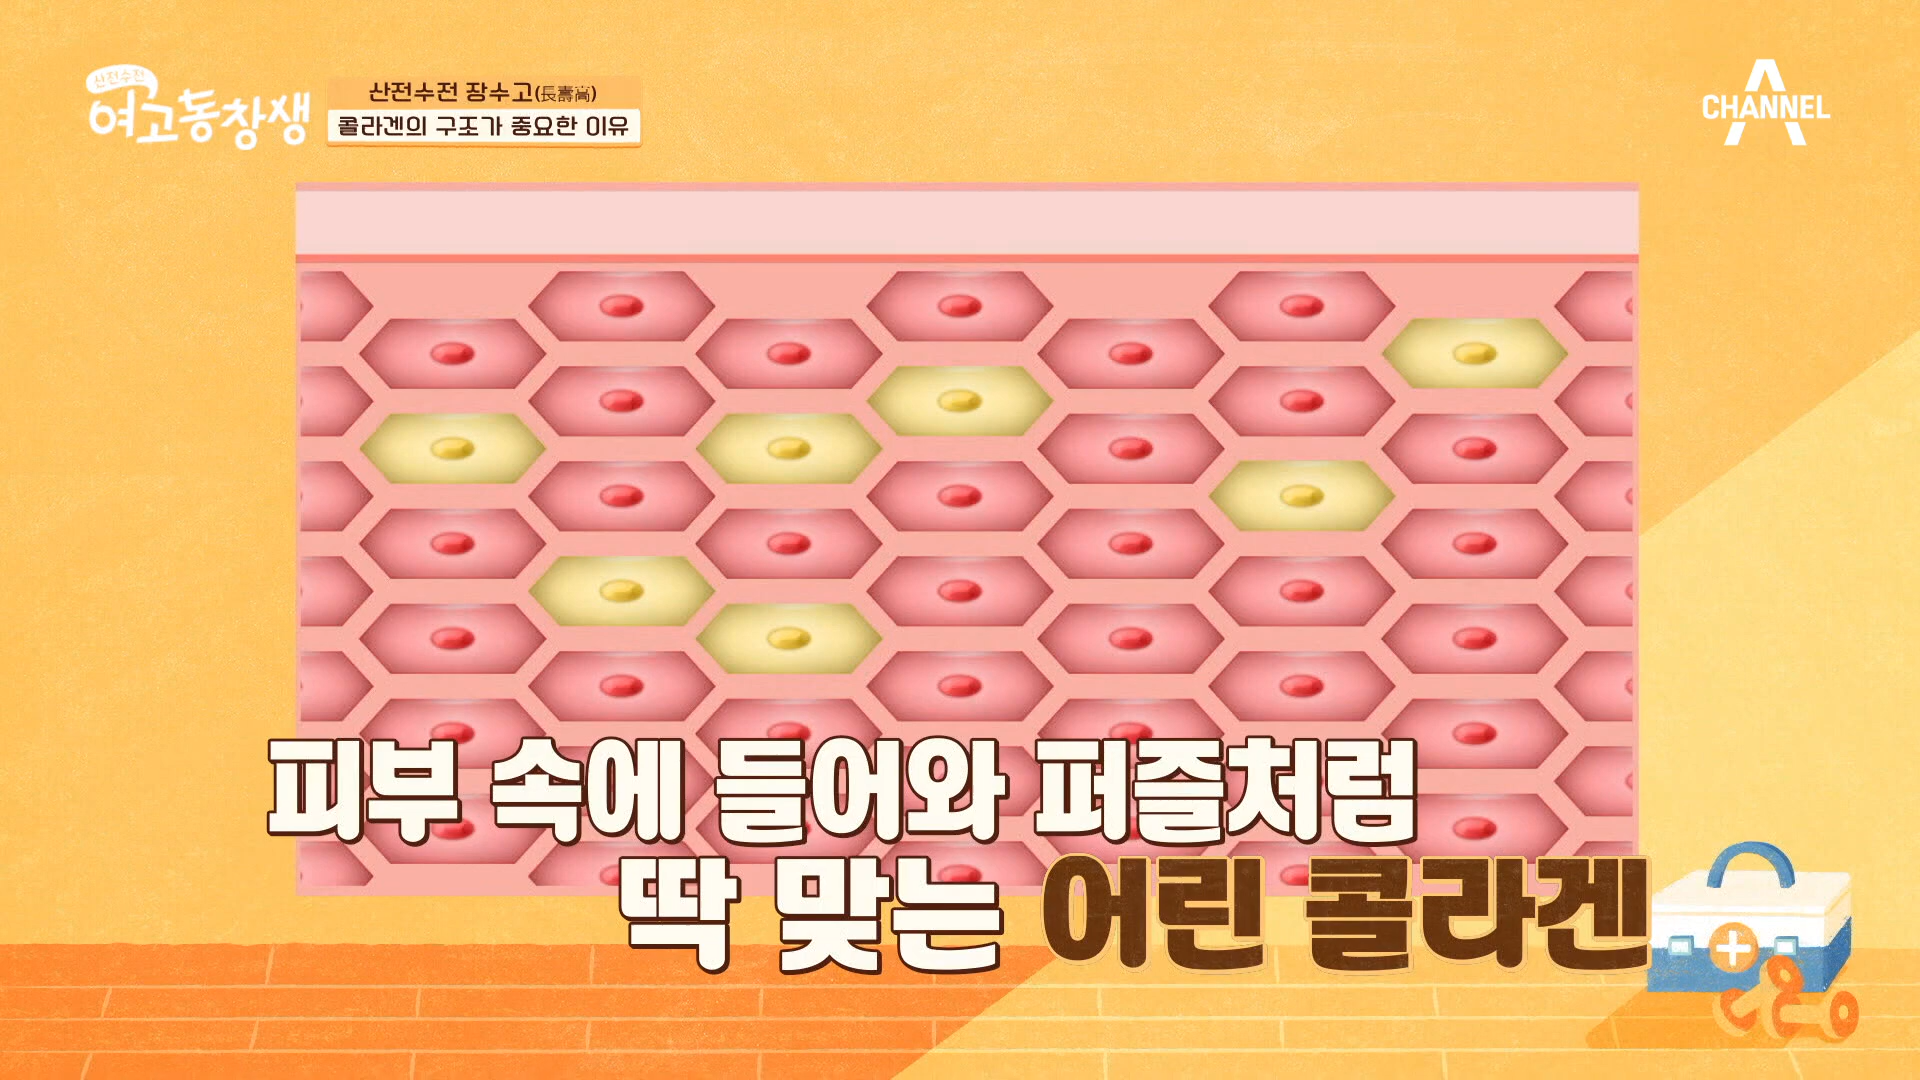 산전수전
여고동창생
산전수전 장수고(長壽高)
콜라겐의 구조가 중요한 이유
CHANNEL A
피부 속에 들어와 퍼즐처럼
딱 맞는 어린 콜라겐